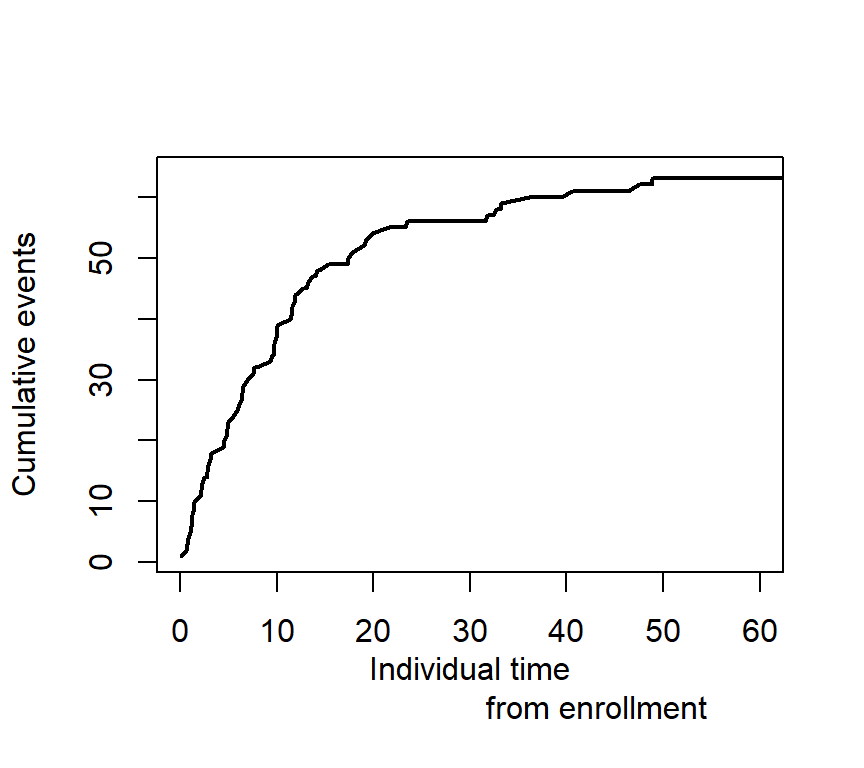 Cumulative events
50
30
10
0
0 10 20 30 40 50 60
Individual time
from enrollment